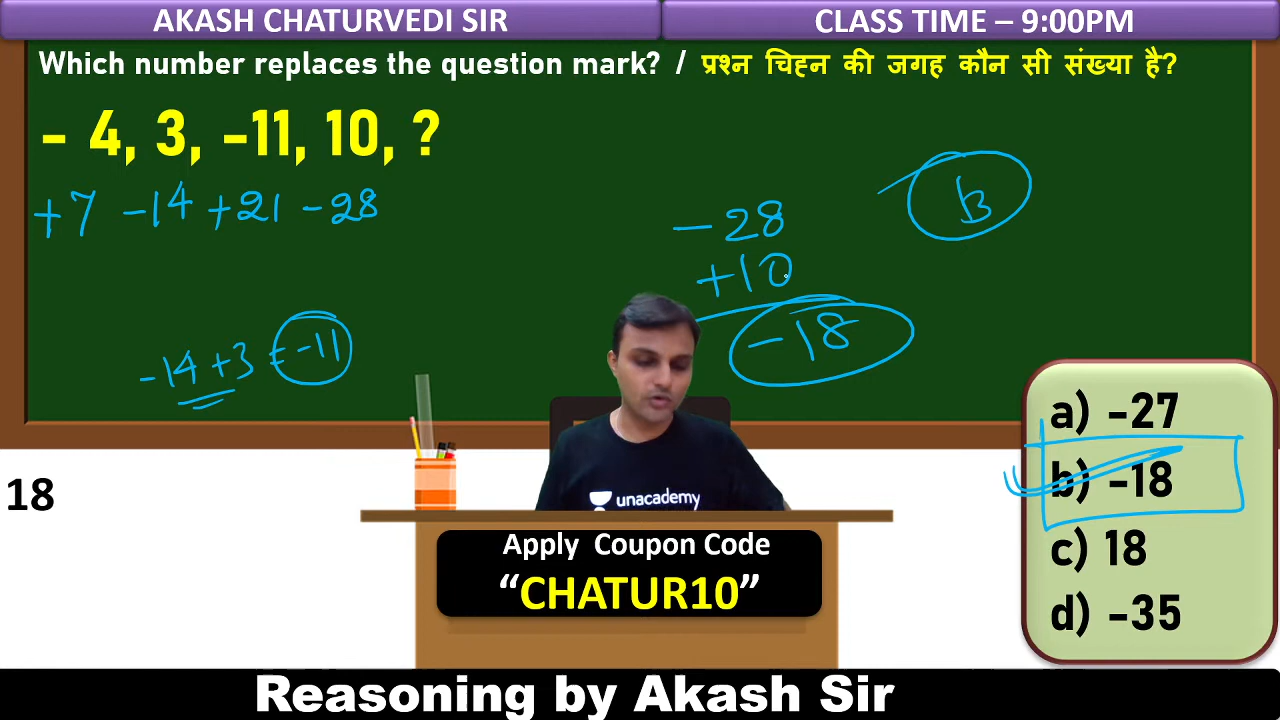 AKASH CHATURVEDI SIR
CLASS TIME – 9:00PM
Which number replaces the question mark? / प्रश्न चिह्न की जगह कौन सी संख्या है?
- 4, 3, -11, 10, ?
+7 -14 +21 -28
-28
+10
-18
B
-14 +3 = -11
a) -27
b) -18
c) 18
d) -35
18
unacademy
Apply Coupon Code
“CHATUR10”
Reasoning by Akash Sir